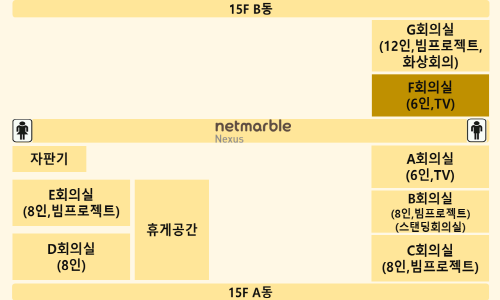 15F B동
G회의실
(12인,빔프로젝트,
화상회의)
F회의실
(6인,TV)
netmarble
Nexus
자판기
A회의실
(6인,TV)
E회의실
(8인,빔프로젝트)
휴게공간
B회의실
(8인,빔프로젝트)
(스탠딩회의실)
D회의실
(8인)
C회의실
(8인,빔프로젝트)
15F A동